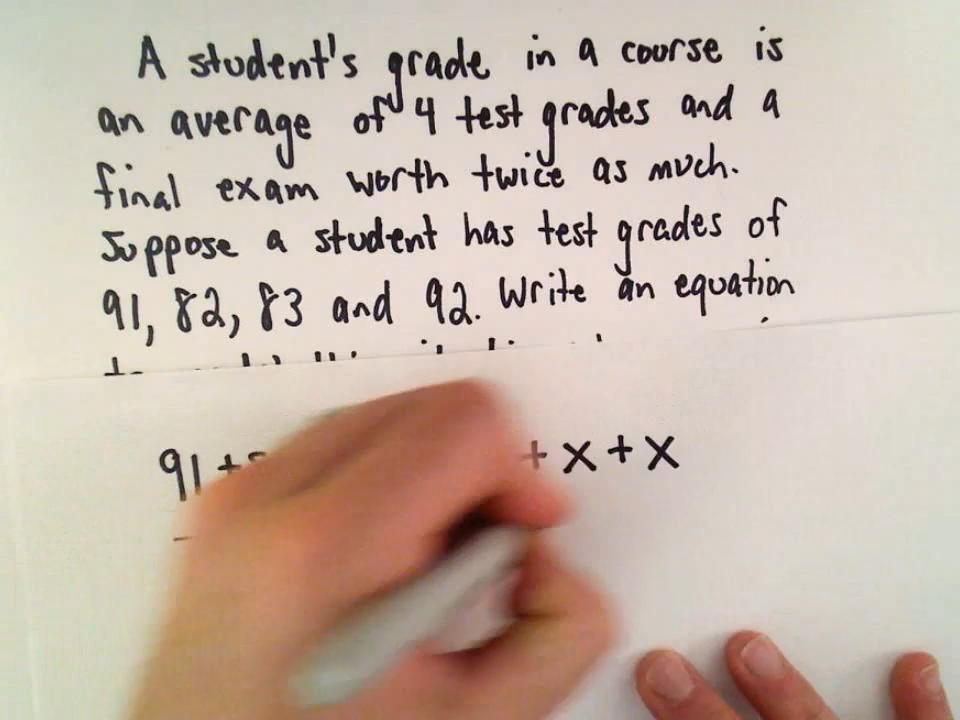 A student's grade in a course is
an average of 4 test grades and a
final exam worth twice as much.
Suppose a student has test grades of
91, 82, 83 and 92. Write an equation
91 + + x + x